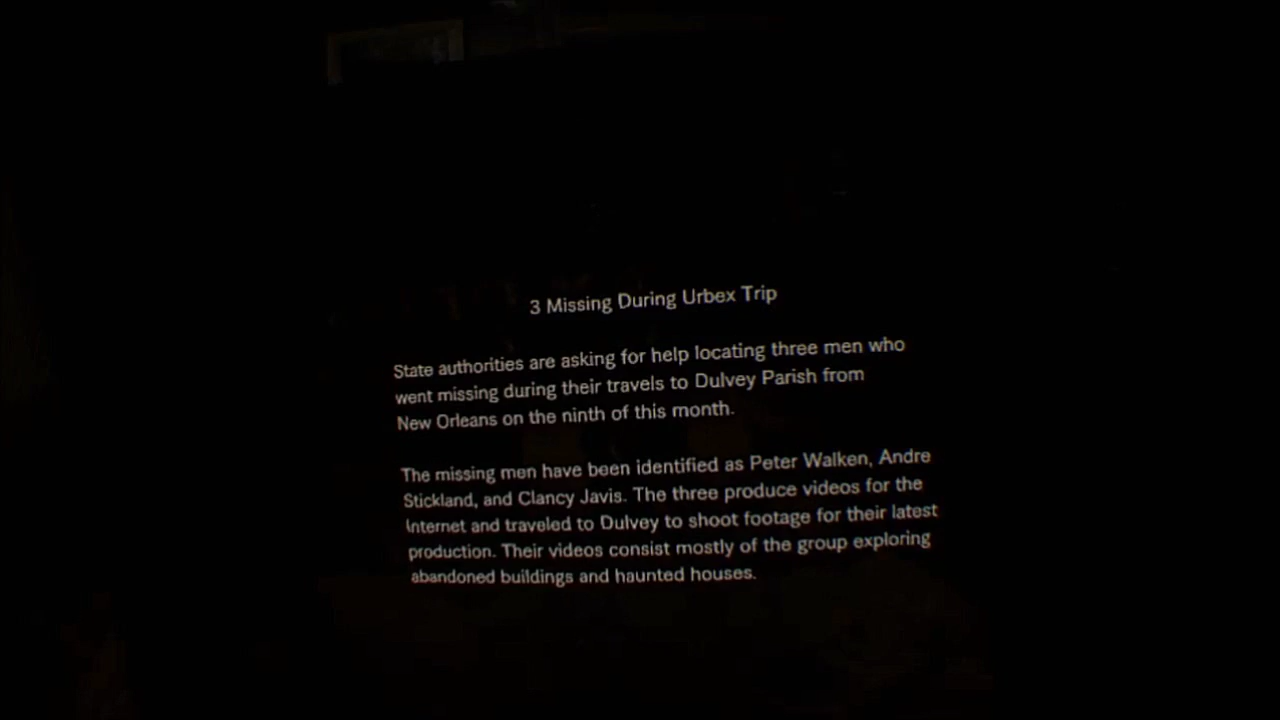 3 Missing During Urbex Trip
State authorities are asking for help locating three men who
went missing during their travels to Dulvey Parish from
New Orleans on the ninth of this month.
The missing men have been identified as Peter Walken, Andre
Stickland, and Clancy Javis. The three produce videos for the
Internet and traveled to Dulvey to shoot footage for their latest
production. Their videos consist mostly of the group exploring
abandoned buildings and haunted houses.